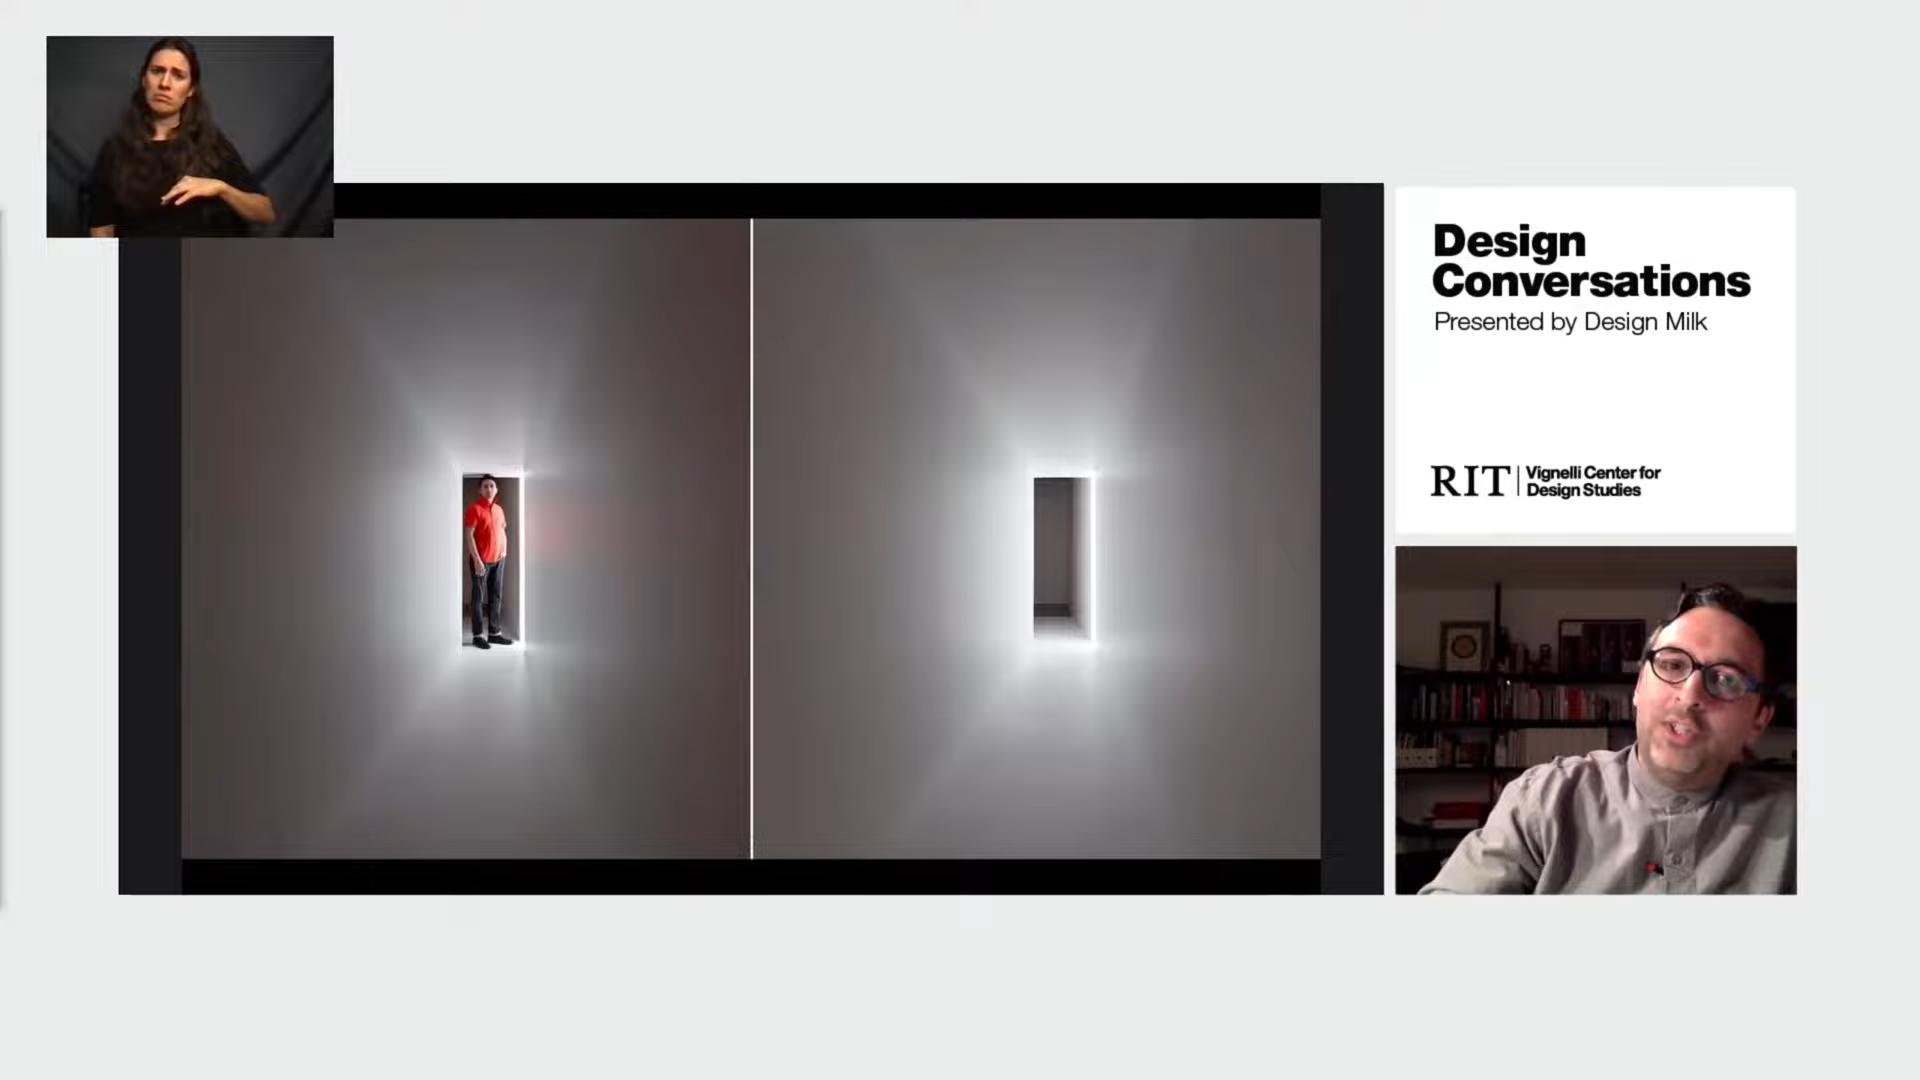 Design
Conversations
Presented by Design Milk
RIT
Vignelli Center for
Design Studies